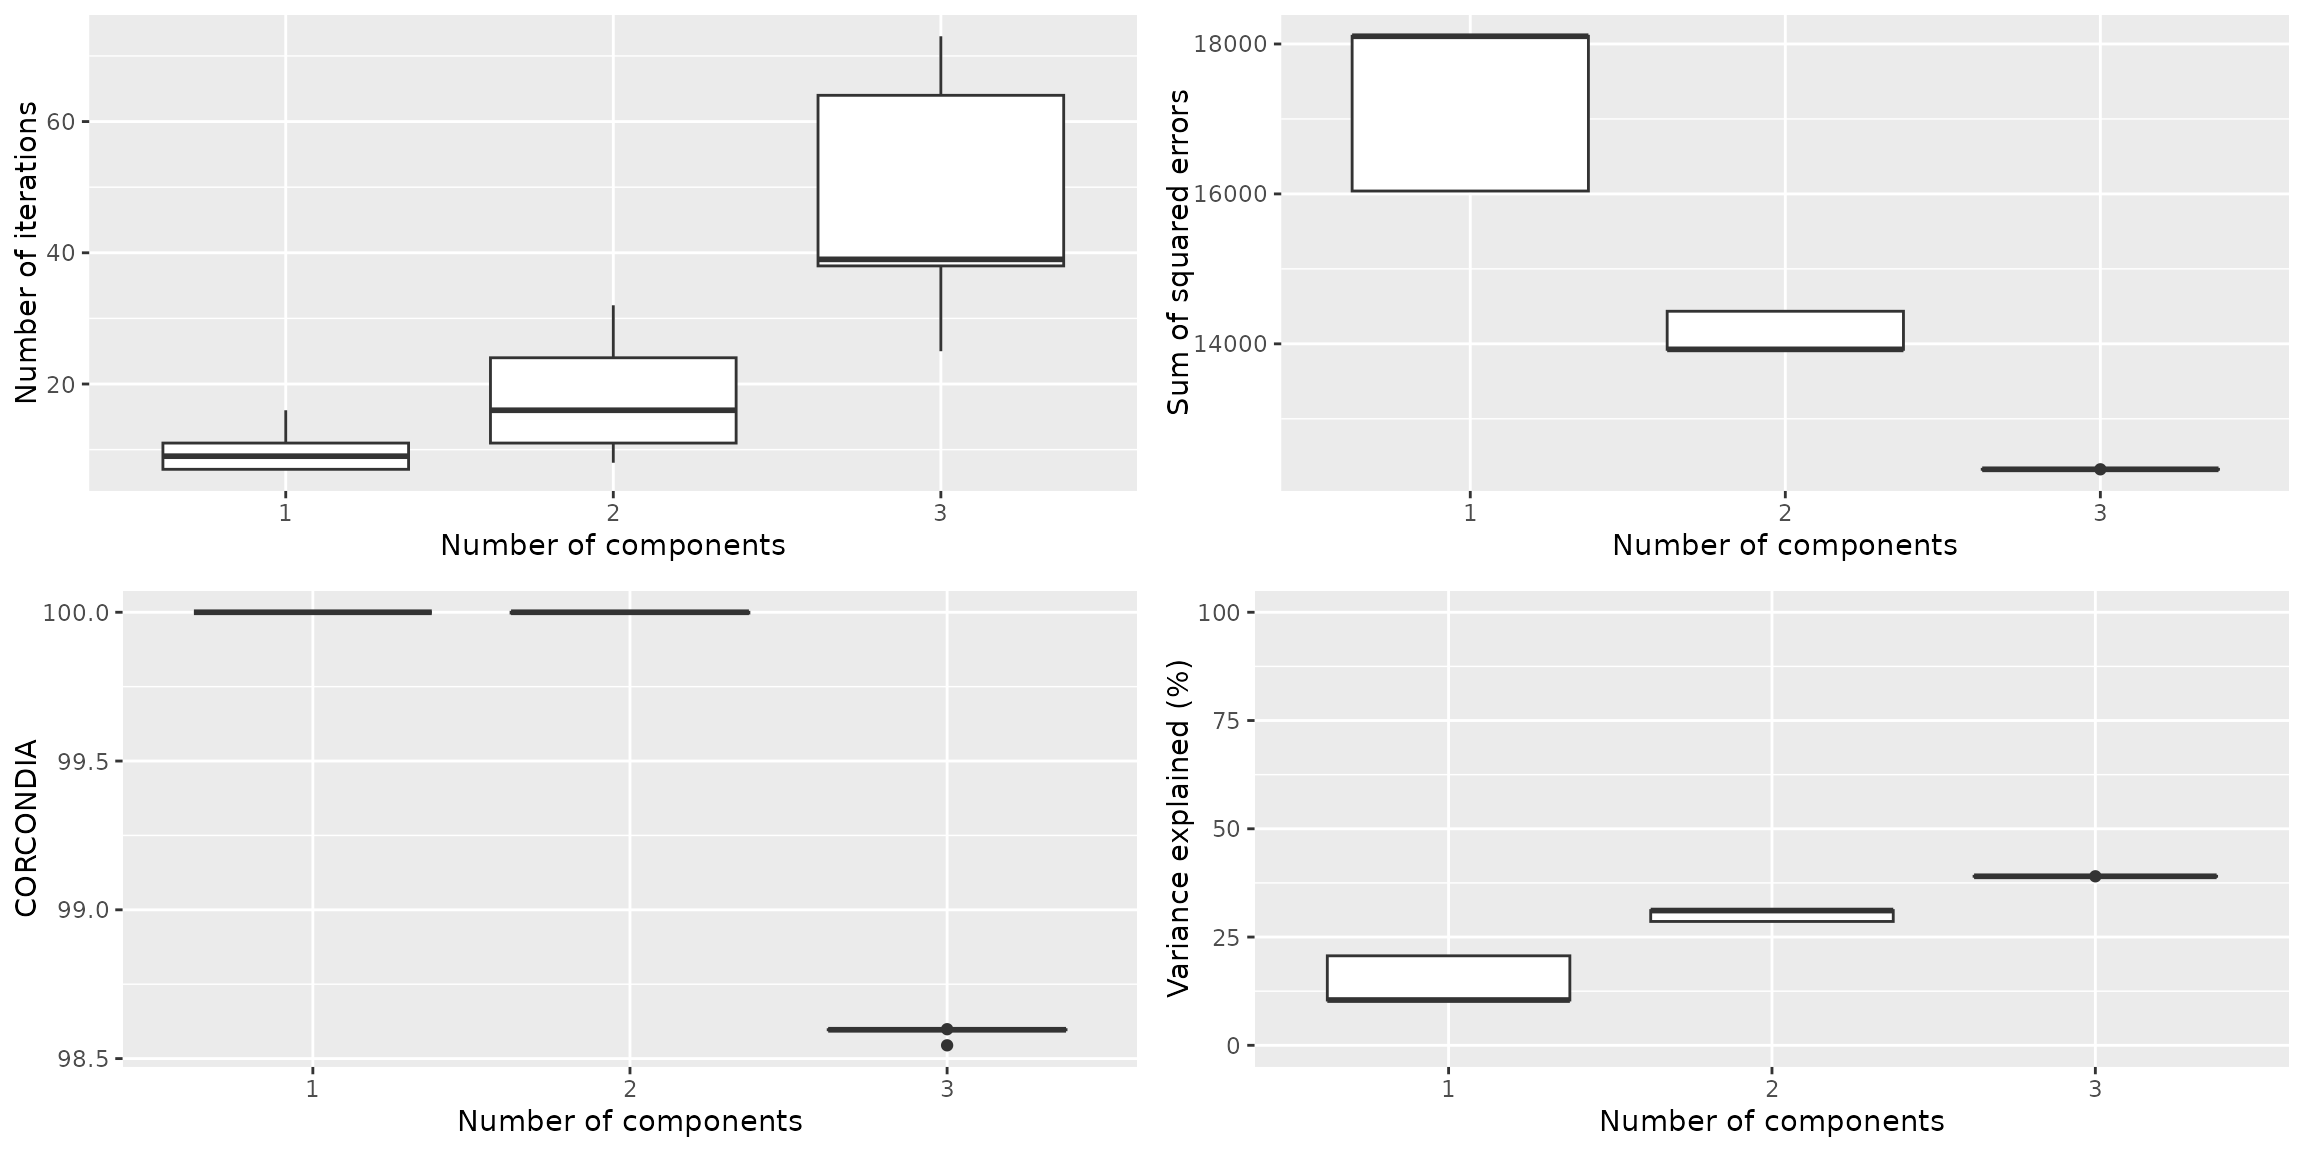 Number of iterations
60
40
20
1 2 3
Number of components
Sum of squared errors
18000
16000
14000
1 2 3
Number of components
CORCONDIA
100.0
99.5
99.0
98.5
1 2 3
Number of components
Variance explained (%)
100
75
50
25
0
1 2 3
Number of components